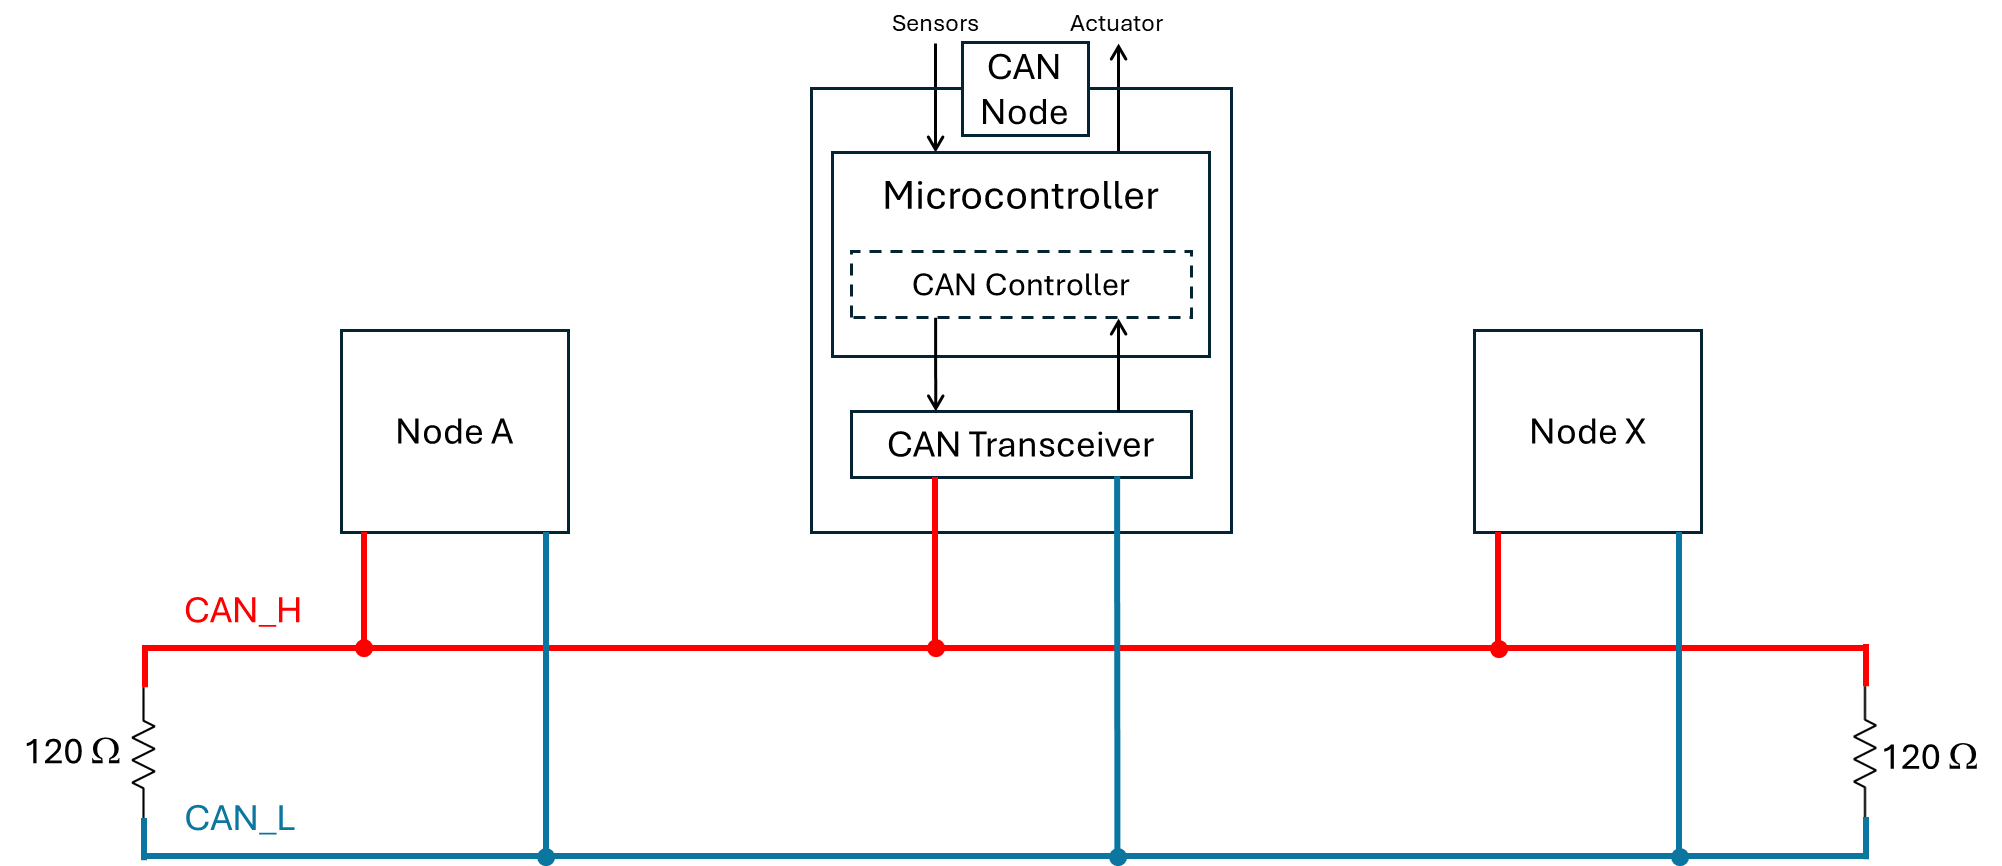 Sensors
Actuator
CAN
Node
Microcontroller
CAN Controller
CAN Transceiver
Node A
Node X
CAN_H
120 Ω
120 Ω
CAN_L